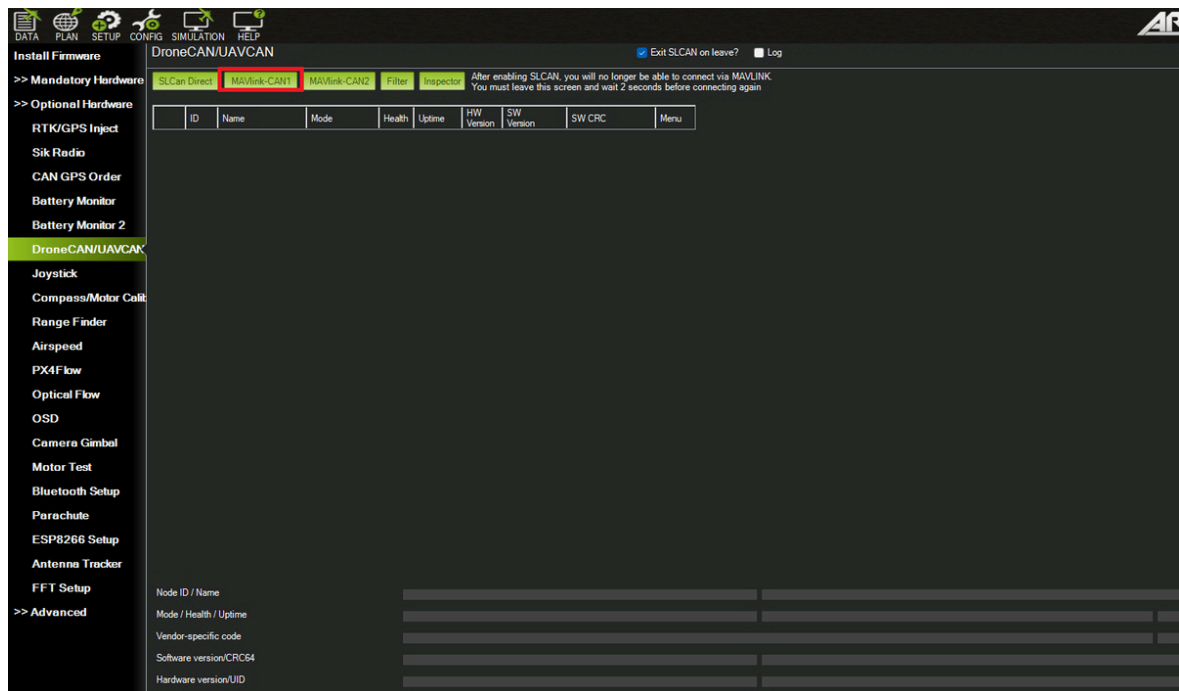 DATA PLAN SETUP CONFIG SIMULATION HELP
Install Firmware
>> Mandatory Hardware
>> Optional Hardware
RTK/GPS Inject
Sik Radio
CAN GPS Order
Battery Monitor
Battery Monitor 2
DroneCAN/UAVCAN
Joystick
Compass/Motor Calib
Range Finder
Airspeed
PX4Flow
Optical Flow
OSD
Camera Gimbal
Motor Test
Bluetooth Setup
Parachute
ESP8266 Setup
Antenna Tracker
FFT Setup
>> Advanced
DroneCAN/UAVCAN
Exit SLCAN on leave? Log
SLCan Direct MAVlink-CAN1 MAVlink-CAN2 Filter Inspector
After enabling SLCAN, you will no longer be able to connect via MAVLINK.
You must leave this screen and wait 2 seconds before connecting again
ID Name Mode Health Uptime HW Version SW Version SW CRC Menu
Node ID / Name
Mode / Health / Uptime
Vendor-specific code
Software version/CRC64
Hardware version/UID